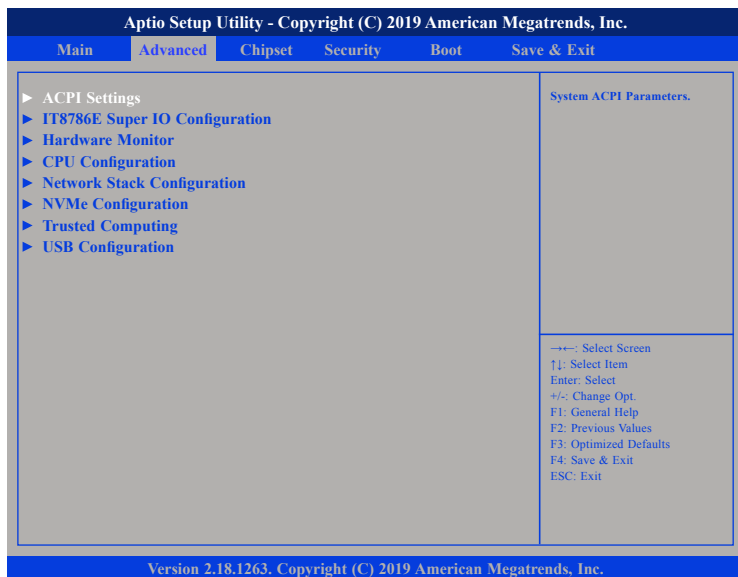 Aptio Setup Utility - Copyright (C) 2019 American Megatrends, Inc.
Main Advanced Chipset Security Boot Save & Exit
► ACPI Settings
► IT8786E Super IO Configuration
► Hardware Monitor
► CPU Configuration
► Network Stack Configuration
► NVMe Configuration
► Trusted Computing
► USB Configuration
System ACPI Parameters.
→←: Select Screen
↑↓: Select Item
Enter: Select
+/-: Change Opt.
F1: General Help
F2: Previous Values
F3: Optimized Defaults
F4: Save & Exit
ESC: Exit
Version 2.18.1263. Copyright (C) 2019 American Megatrends, Inc.